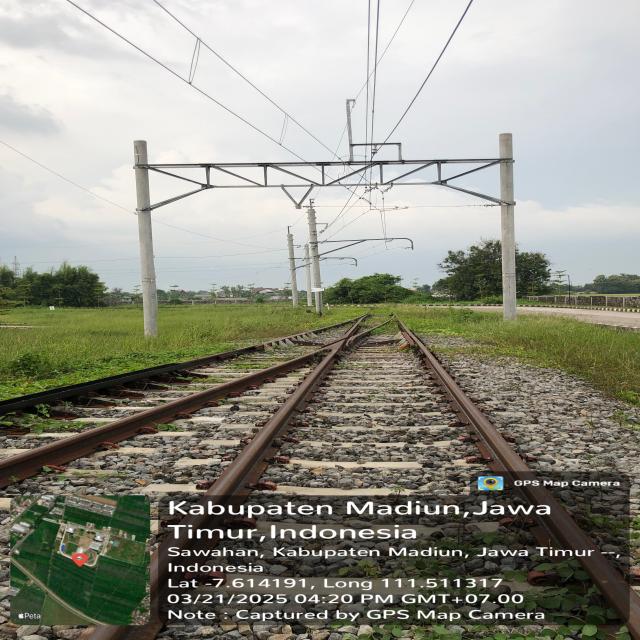 GPS Map Camera
Kabupaten Madiun,Jawa
Timur,Indonesia
Sawahan, Kabupaten Madiun, Jawa Timur --,
Indonesia
Lat -7.614191, Long 111.511317
03/21/2025 04:20 PM GMT+07.00
Note : Captured by GPS Map Camera
Peta